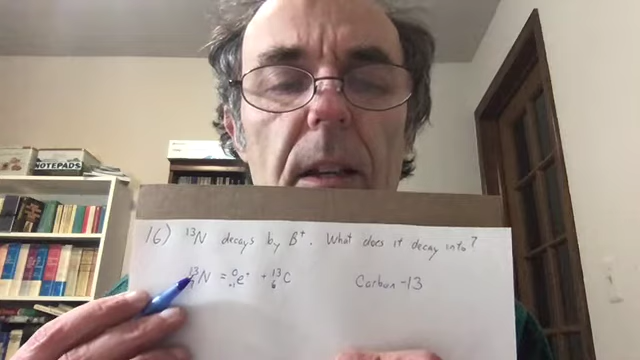 NOTEPADS
16) ¹³N decays by β⁺. What does it decay into?
¹³₇N = ⁰₊₁e⁺ + ¹³₆C Carbon-13